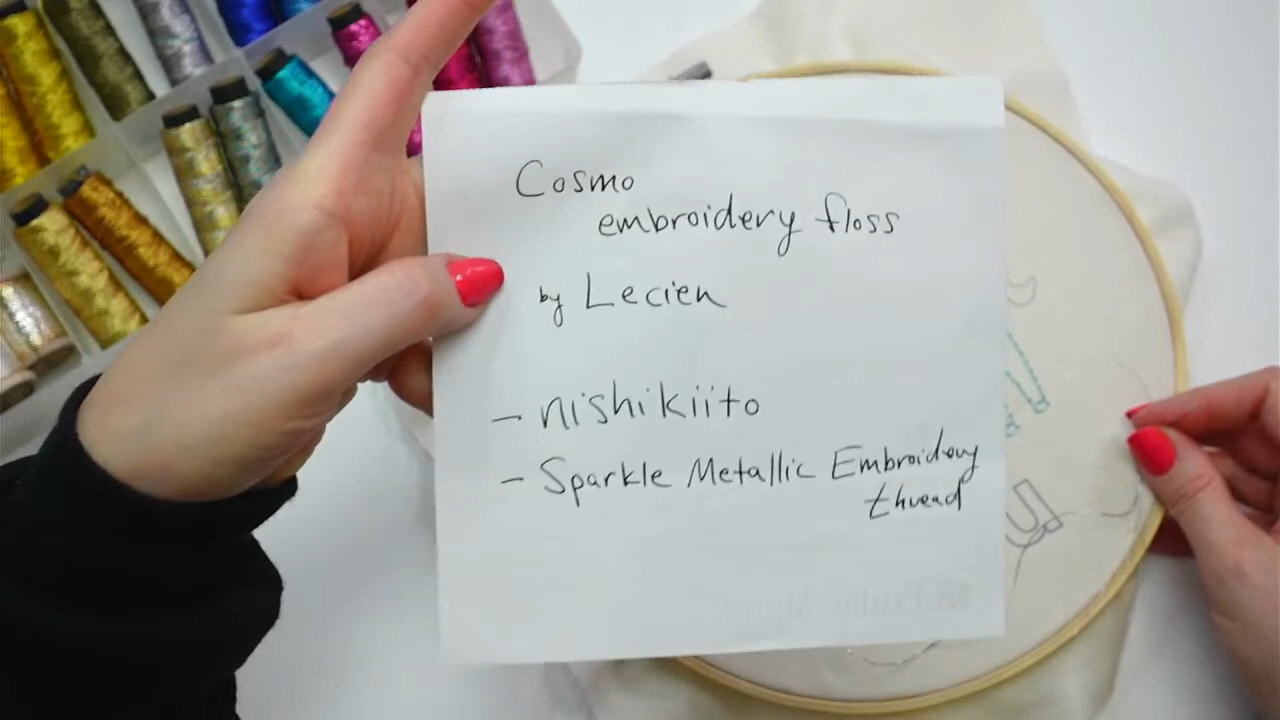 Cosmo
embroidery floss
by Lecien
- nishikiito
- Sparkle Metallic Embroidery
thread